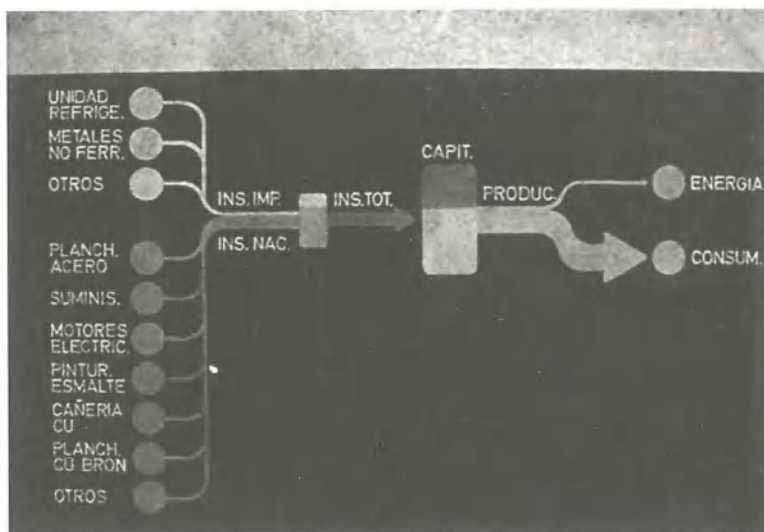 UNIDAD
REFRIGE.
METALES
NO FERR.
OTROS
INS. IMP.
INS. NAC.
INS.TOT.
CAPIT.
PRODUC.
ENERGIA
CONSUM.
PLANCH.
ACERO
SUMINIS.
MOTORES
ELECTRIC.
PINTUR.
ESMALTE
CAÑERIA
CU
PLANCH.
CU BRON
OTROS